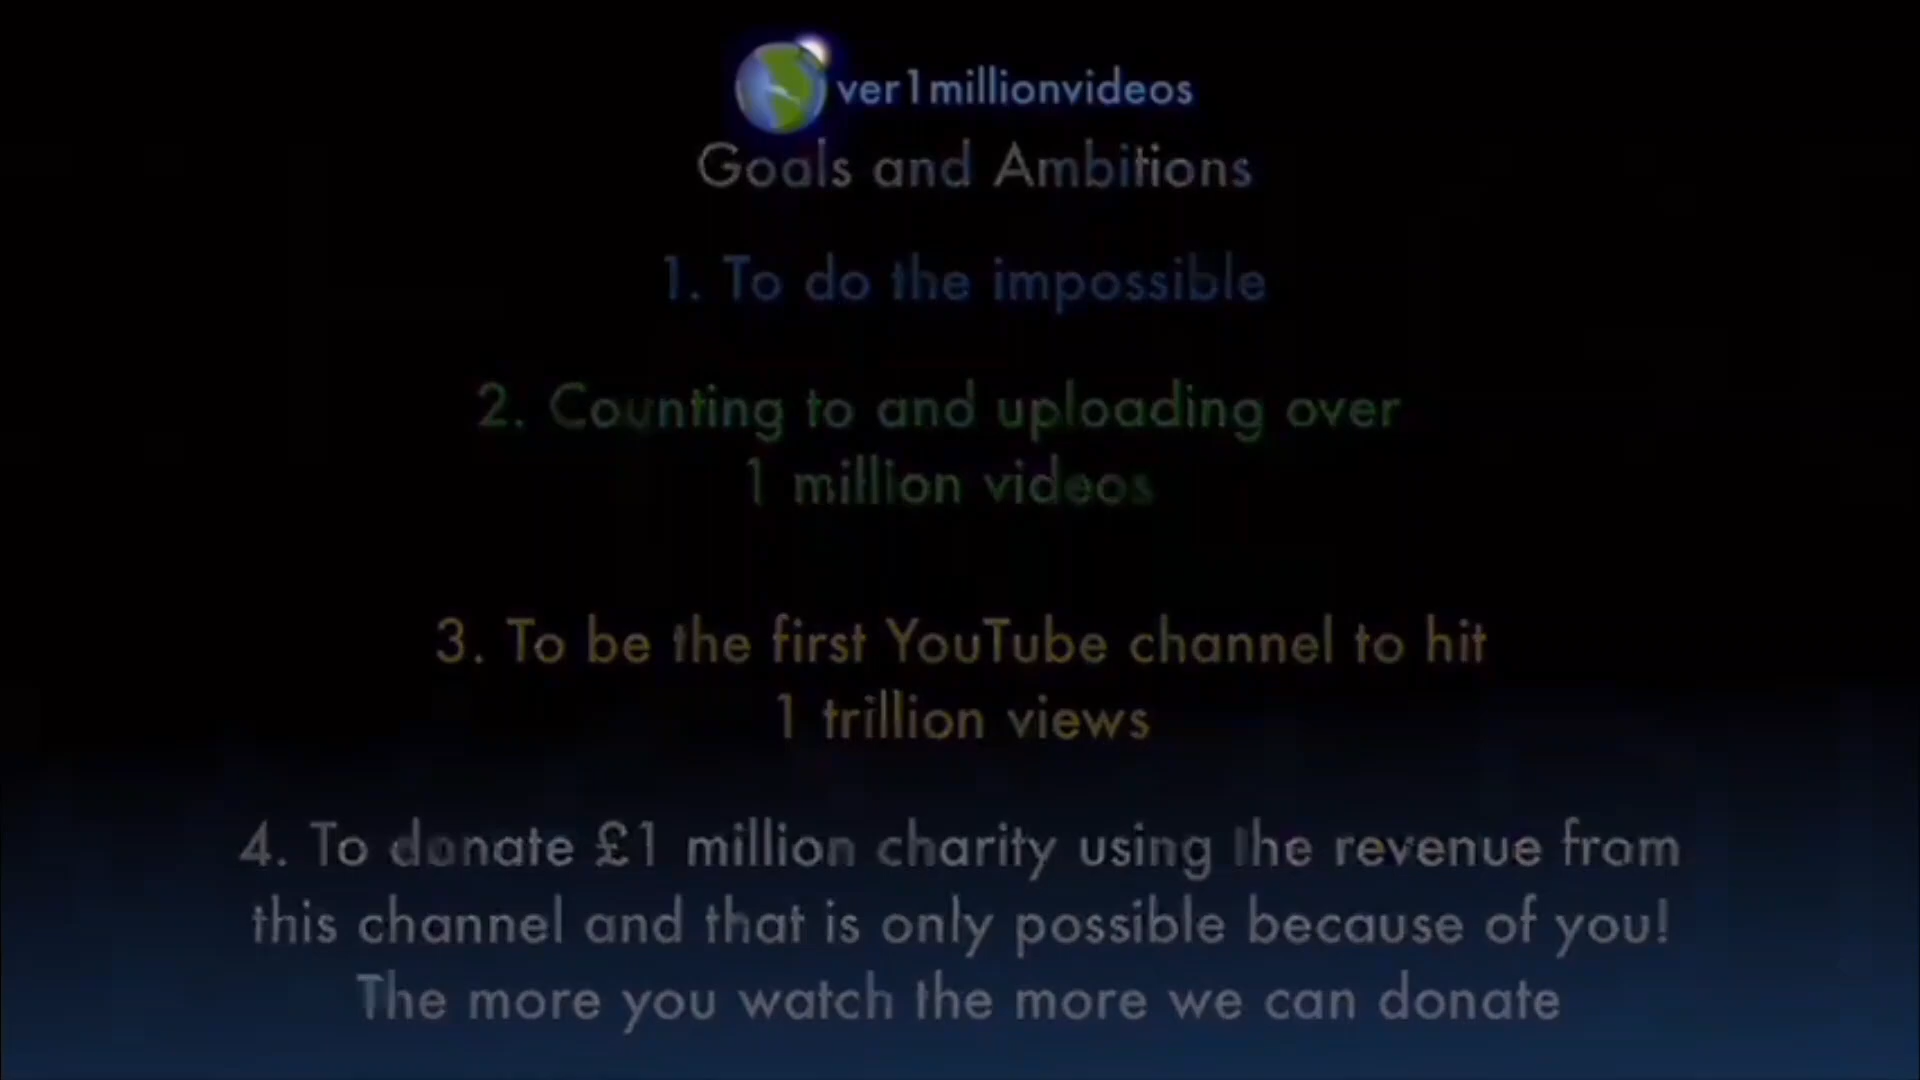 ver1millionvideos
Goals and Ambitions
1. To do the impossible
2. Counting to and uploading over
1 million videos
3. To be the first YouTube channel to hit
1 trillion views
4. To donate £1 million charity using the revenue from
this channel and that is only possible because of you!
The more you watch the more we can donate